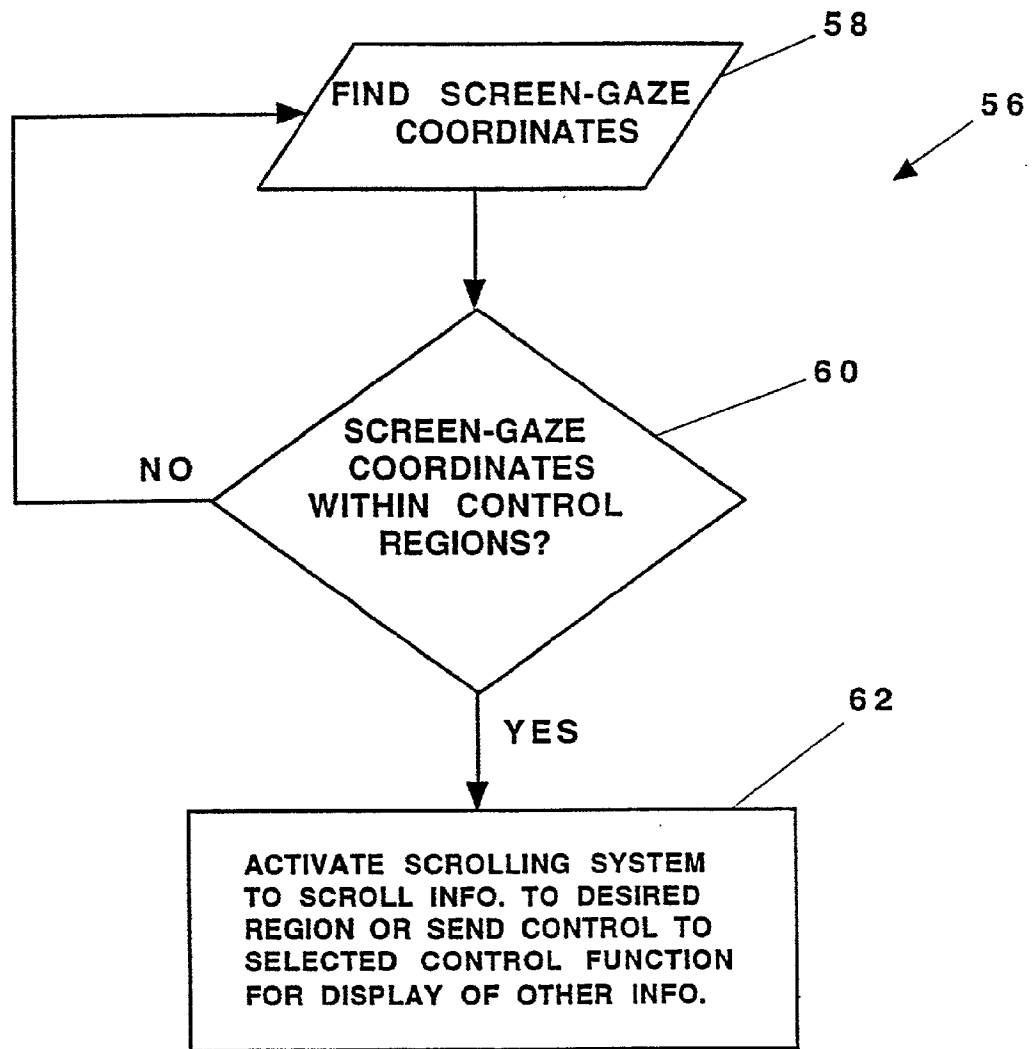 58
FIND SCREEN-GAZE
COORDINATES
56
60
SCREEN-GAZE
COORDINATES
WITHIN CONTROL
REGIONS?
NO
YES
62
ACTIVATE SCROLLING SYSTEM
TO SCROLL INFO. TO DESIRED
REGION OR SEND CONTROL TO
SELECTED CONTROL FUNCTION
FOR DISPLAY OF OTHER INFO.